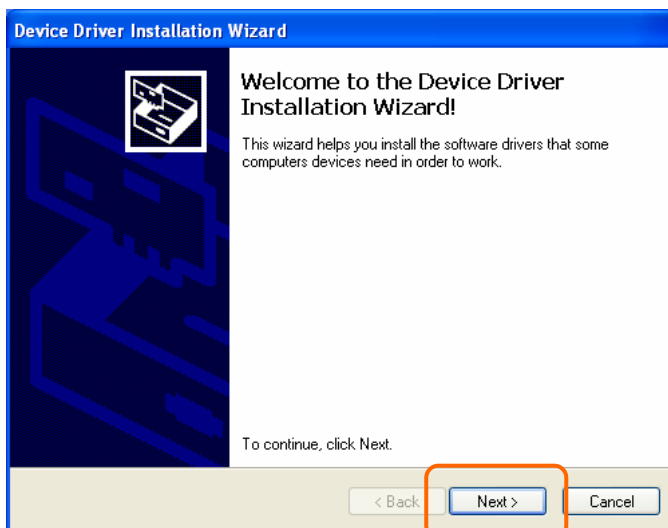 Device Driver Installation Wizard
Welcome to the Device Driver
Installation Wizard!
This wizard helps you install the software drivers that some
computers devices need in order to work.
To continue, click Next.
< Back
Next >
Cancel